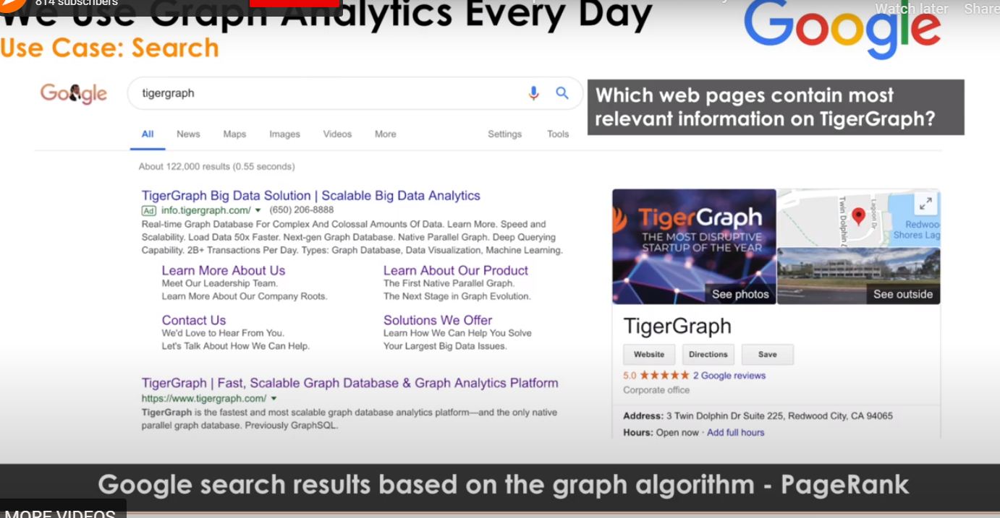 814 subscribers
We Use Graph Analytics Every Day
Watch later Share
Use Case: Search
Google
Google
tigergraph
Which web pages contain most
relevant information on TigerGraph?
All News Maps Images Videos More Settings Tools
About 122,000 results (0.55 seconds)
TigerGraph Big Data Solution | Scalable Big Data Analytics
Ad info.tigergraph.com/ (650) 206-8888
Real-time Graph Database For Complex And Colossal Amounts Of Data. Learn More. Speed and
Scalability. Load Data 50x Faster. Next-gen Graph Database. Native Parallel Graph. Deep Querying
Capability. 2B+ Transactions Per Day. Types: Graph Database, Data Visualization, Machine Learning.
Learn More About Us
Meet Our Leadership Team.
Learn More About Our Company Roots.
Learn About Our Product
The First Native Parallel Graph.
The Next Stage in Graph Evolution.
Contact Us
We'd Love to Hear From You.
Let's Talk About How We Can Help.
Solutions We Offer
Learn How We Can Help You Solve
Your Largest Big Data Issues.
TigerGraph | Fast, Scalable Graph Database & Graph Analytics Platform
https://www.tigergraph.com/
TigerGraph is the fastest and most scalable graph database analytics platform—and the only native
parallel graph database. Previously GraphSQL.
TigerGraph
THE MOST DISRUPTIVE
STARTUP OF THE YEAR
See photos
Twin Dolphin
Lagoon Dr
Redwoo
Shores Lag
See outside
TigerGraph
Website Directions Save
5.0 ★★★★★ 2 Google reviews
Corporate office
Address: 3 Twin Dolphin Dr Suite 225, Redwood City, CA 94065
Hours: Open now · Add full hours
Google search results based on the graph algorithm - PageRank
MORE VIDEOS